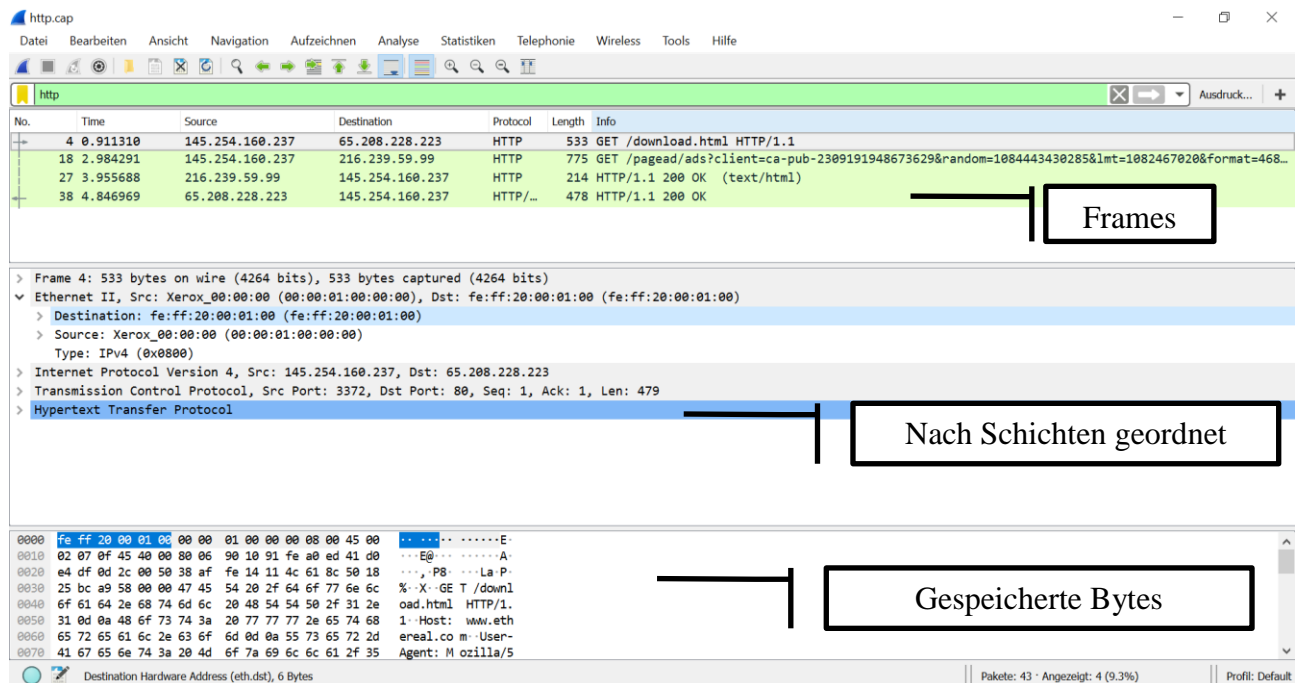 http.cap
Datei Bearbeiten Ansicht Navigation Aufzeichnen Analyse Statistiken Telephonie Wireless Tools Hilfe
http Ausdruck... +
No. Time Source Destination Protocol Length Info
4 0.911310 145.254.160.237 65.208.228.223 HTTP 533 GET /download.html HTTP/1.1
18 2.984291 145.254.160.237 216.239.59.99 HTTP 775 GET /pagead/ads?client=ca-pub-2309191948673629&random=1084443430285&lmt=1082467020&format=468…
27 3.955688 216.239.59.99 145.254.160.237 HTTP 214 HTTP/1.1 200 OK (text/html)
38 4.846969 65.208.228.223 145.254.160.237 HTTP/… 478 HTTP/1.1 200 OK
Frames
> Frame 4: 533 bytes on wire (4264 bits), 533 bytes captured (4264 bits)
Ethernet II, Src: Xerox_00:00:00 (00:00:01:00:00:00), Dst: fe:ff:20:00:01:00 (fe:ff:20:00:01:00)
> Destination: fe:ff:20:00:01:00 (fe:ff:20:00:01:00)
> Source: Xerox_00:00:00 (00:00:01:00:00:00)
Type: IPv4 (0x0800)
> Internet Protocol Version 4, Src: 145.254.160.237, Dst: 65.208.228.223
> Transmission Control Protocol, Src Port: 3372, Dst Port: 80, Seq: 1, Ack: 1, Len: 479
> Hypertext Transfer Protocol
Nach Schichten geordnet
0000 fe ff 20 00 01 00 00 00 01 00 00 00 08 00 45 00 ·· ····· ······E·
0010 02 07 0f 45 40 00 80 06 90 10 91 fe a0 ed 41 d0 ···E@··· ······A·
0020 e4 df 0d 2c 00 50 38 af fe 14 11 4c 61 8c 50 18 ···,·P8· ···La·P·
0030 25 bc a9 58 00 00 47 45 54 20 2f 64 6f 77 6e 6c %··X··GE T /downl
0040 6f 61 64 2e 68 74 6d 6c 20 48 54 54 50 2f 31 2e oad.html HTTP/1.
0050 31 0d 0a 48 6f 73 74 3a 20 77 77 77 2e 65 74 68 1··Host: www.eth
0060 65 72 65 61 6c 2e 63 6f 6d 0d 0a 55 73 65 72 2d ereal.co m··User-
0070 41 67 65 6e 74 3a 20 4d 6f 7a 69 6c 6c 61 2f 35 Agent: M ozilla/5
Gespeicherte Bytes
Destination Hardware Address (eth.dst), 6 Bytes Pakete: 43 · Angezeigt: 4 (9.3%) Profil: Default